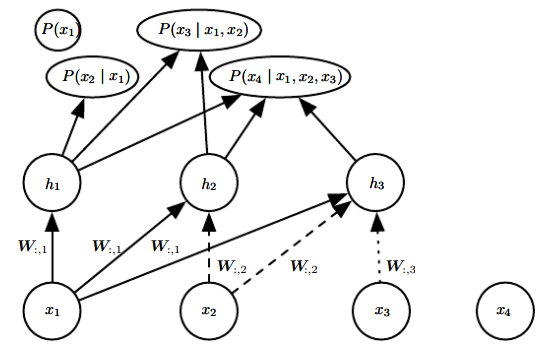 P(x₁)
P(x₃ | x₁, x₂)
P(x₂ | x₁)
P(x₄ | x₁, x₂, x₃)
h₁
h₂
h₃
W:,₁
W:,₁
W:,₁
W:,₂
W:,₂
W:,₃
x₁
x₂
x₃
x₄